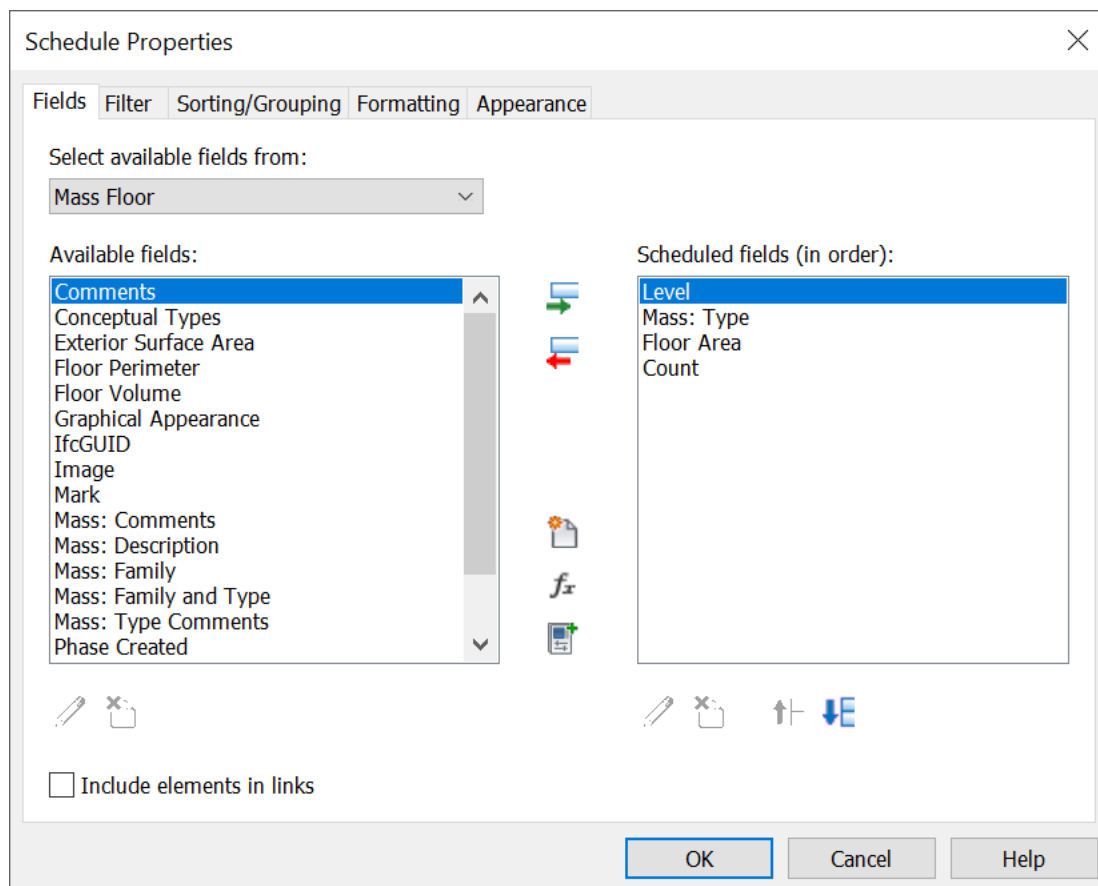 Schedule Properties
Fields Filter Sorting/Grouping Formatting Appearance
Select available fields from:
Mass Floor
Available fields:
Comments
Conceptual Types
Exterior Surface Area
Floor Perimeter
Floor Volume
Graphical Appearance
IfcGUID
Image
Mark
Mass: Comments
Mass: Description
Mass: Family
Mass: Family and Type
Mass: Type Comments
Phase Created
fx
Scheduled fields (in order):
Level
Mass: Type
Floor Area
Count
Include elements in links
OK Cancel Help